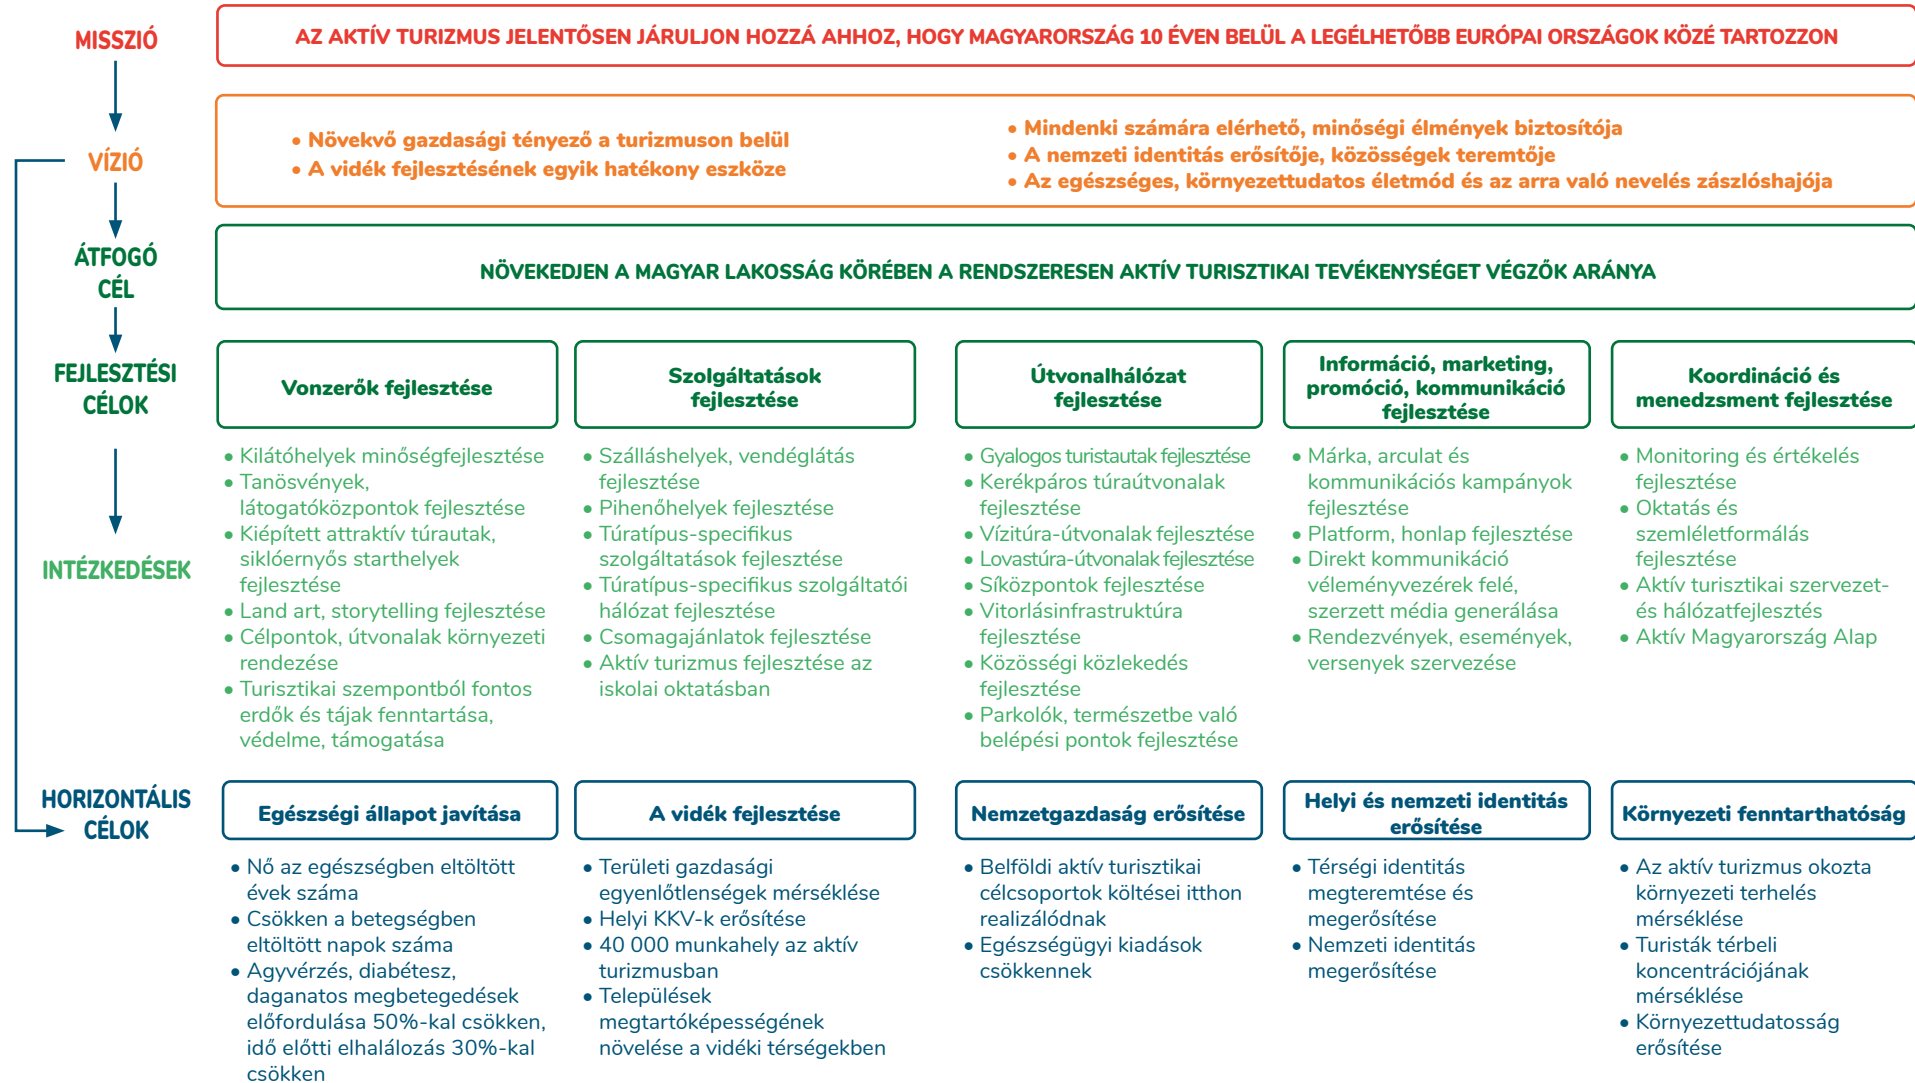 MISSZIÓ
AZ AKTÍV TURIZMUS JELENTŐSEN JÁRULJON HOZZÁ AHHOZ, HOGY MAGYARORSZÁG 10 ÉVEN BELÜL A LEGÉLHETŐBB EURÓPAI ORSZÁGOK KÖZÉ TARTOZZON
VÍZIÓ
• Növekvő gazdasági tényező a turizmuson belül
• A vidék fejlesztésének egyik hatékony eszköze
• Mindenki számára elérhető, minőségi élmények biztosítója
• A nemzeti identitás erősítője, közösségek teremtője
• Az egészséges, környezettudatos életmód és az arra való nevelés zászlóshajója
ÁTFOGÓ
CÉL
NÖVEKEDJEN A MAGYAR LAKOSSÁG KÖRÉBEN A RENDSZERESEN AKTÍV TURISZTIKAI TEVÉKENYSÉGET VÉGZŐK ARÁNYA
FEJLESZTÉSI
CÉLOK
Vonzerők fejlesztése
Szolgáltatások
fejlesztése
Útvonalhálózat
fejlesztése
Információ, marketing,
promóció, kommunikáció
fejlesztése
Koordináció és
menedzsment fejlesztése
INTÉZKEDÉSEK
• Kilátóhelyek minőségfejlesztése
• Tanösvények,
látogatóközpontok fejlesztése
• Kiépített attraktív túrautak,
siklóernyős starthelyek
fejlesztése
• Land art, storytelling fejlesztése
• Célpontok, útvonalak környezeti
rendezése
• Turisztikai szempontból fontos
erdők és tájak fenntartása,
védelme, támogatása
• Szálláshelyek, vendéglátás
fejlesztése
• Pihenőhelyek fejlesztése
• Túratípus-specifikus
szolgáltatások fejlesztése
• Túratípus-specifikus szolgáltatói
hálózat fejlesztése
• Csomagajánlatok fejlesztése
• Aktív turizmus fejlesztése az
iskolai oktatásban
• Gyalogos turistautak fejlesztése
• Kerékpáros túraútvonalak
fejlesztése
• Vízitúra-útvonalak fejlesztése
• Lovastúra-útvonalak fejlesztése
• Síközpontok fejlesztése
• Vitorlásinfrastruktúra
fejlesztése
• Közösségi közlekedés
fejlesztése
• Parkolók, természetbe való
belépési pontok fejlesztése
• Márka, arculat és
kommunikációs kampányok
fejlesztése
• Platform, honlap fejlesztése
• Direkt kommunikáció
véleményvezérek felé,
szerzett média generálása
• Rendezvények, események,
versenyek szervezése
• Monitoring és értékelés
fejlesztése
• Oktatás és
szemléletformálás
fejlesztése
• Aktív turisztikai szervezet-
és hálózatfejlesztés
• Aktív Magyarország Alap
HORIZONTÁLIS
CÉLOK
Egészségi állapot javítása
A vidék fejlesztése
Nemzetgazdaság erősítése
Helyi és nemzeti identitás
erősítése
Környezeti fenntarthatóság
• Nő az egészségben eltöltött
évek száma
• Csökken a betegségben
eltöltött napok száma
• Agyvérzés, diabétesz,
daganatos megbetegedések
előfordulása 50%-kal csökken,
idő előtti elhalálozás 30%-kal
csökken
• Területi gazdasági
egyenlőtlenségek mérséklése
• Helyi KKV-k erősítése
• 40 000 munkahely az aktív
turizmusban
• Települések
megtartóképességének
növelése a vidéki térségekben
• Belföldi aktív turisztikai
célcsoportok költései itthon
realizálódnak
• Egészségügyi kiadások
csökkennek
• Térségi identitás
megteremtése és
megerősítése
• Nemzeti identitás
megerősítése
• Az aktív turizmus okozta
környezeti terhelés
mérséklése
• Turisták térbeli
koncentrációjának
mérséklése
• Környezettudatosság
erősítése